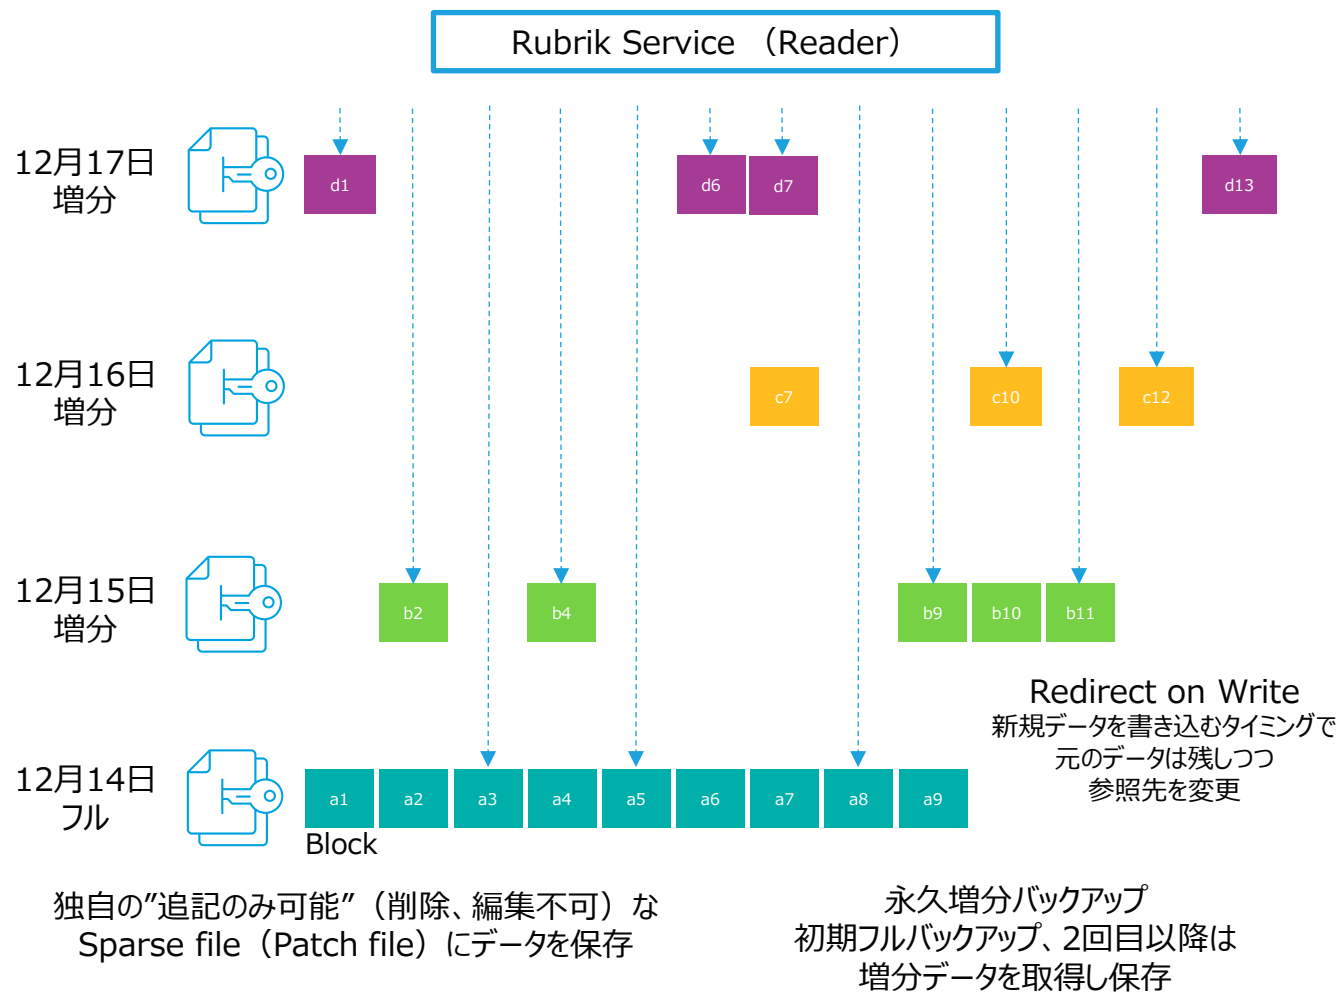 Rubrik Service （Reader）
12月17日
増分
d1
d6
d7
d13
12月16日
増分
c7
c10
c12
12月15日
増分
b2
b4
b9
b10
b11
Redirect on Write
新規データを書き込むタイミングで
元のデータは残しつつ
参照先を変更
12月14日
フル
a1
a2
a3
a4
a5
a6
a7
a8
a9
Block
独自の”追記のみ可能”（削除、編集不可）な
Sparse file（Patch file）にデータを保存
永久増分バックアップ
初期フルバックアップ、2回目以降は
増分データを取得し保存